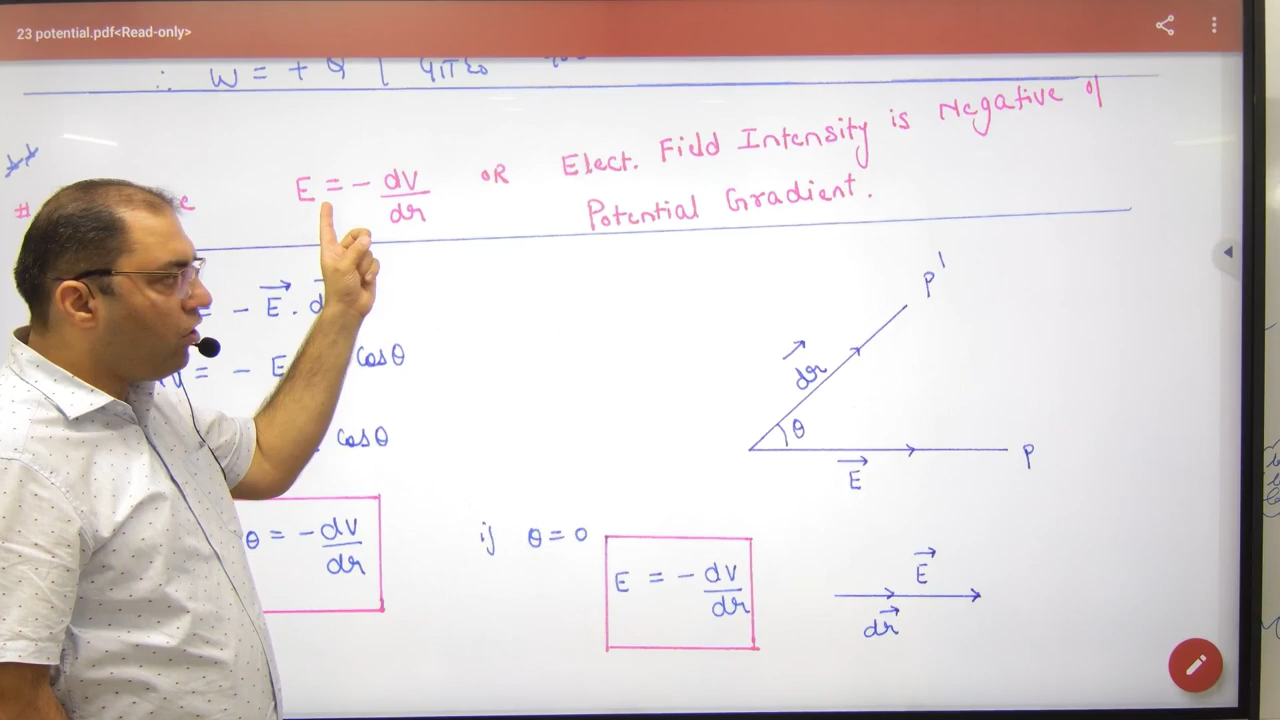 23 potential.pdf<Read-only>
∴ W = + 4πε₀
**
# E = - dV/dr OR Elect. Field Intensity is Negative of
Potential Gradient.
= - E⃗ . d
= - E cosθ
. cosθ
θ = - dV/dr
P'
dr⃗
θ
E⃗
P
if θ = 0
E = - dV/dr
E⃗
dr⃗